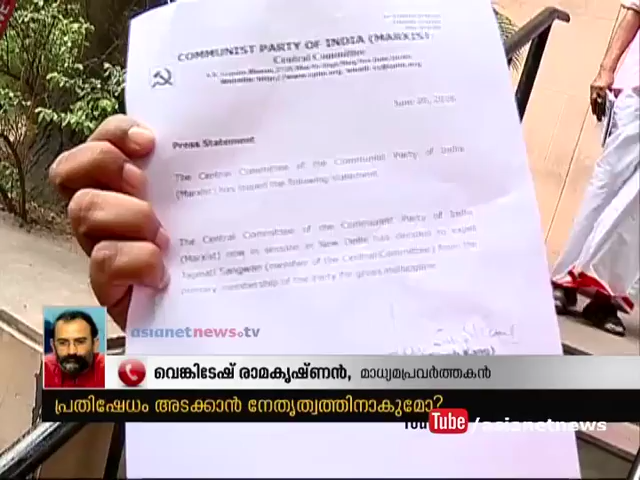 COMMUNIST PARTY OF INDIA (MARXIST)
Central Committee
June 20, 2016
Press Statement
The Central Committee of the Communist Party of India
(Marxist) has issued the following statement
The Central Committee of the Communist Party of India
(Marxist) now in session in New Delhi has decided to expel
Jagmati Sangwan (member of the Central Committee) from the
primary membership of the Party for gross indiscipline
asianetnews.tv
വെങ്കിടേഷ് രാമകൃഷ്ണൻ, മാധ്യമപ്രവർത്തകൻ
പ്രതിഷേധം അടക്കാൻ നേതൃത്വത്തിനാകുമോ?
YouTube /asianetnews